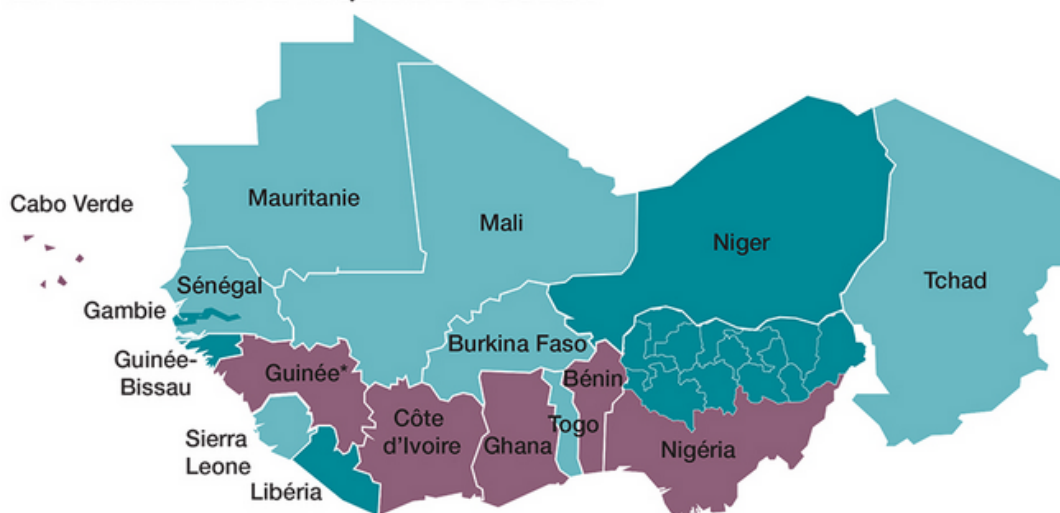 Mauritanie
Cabo Verde
Mali
Niger
Sénégal
Tchad
Gambie
Burkina Faso
Guinée-
Bissau
Guinée*
Bénin
Côte
d'Ivoire
Togo
Ghana
Nigéria
Sierra
Leone
Libéria